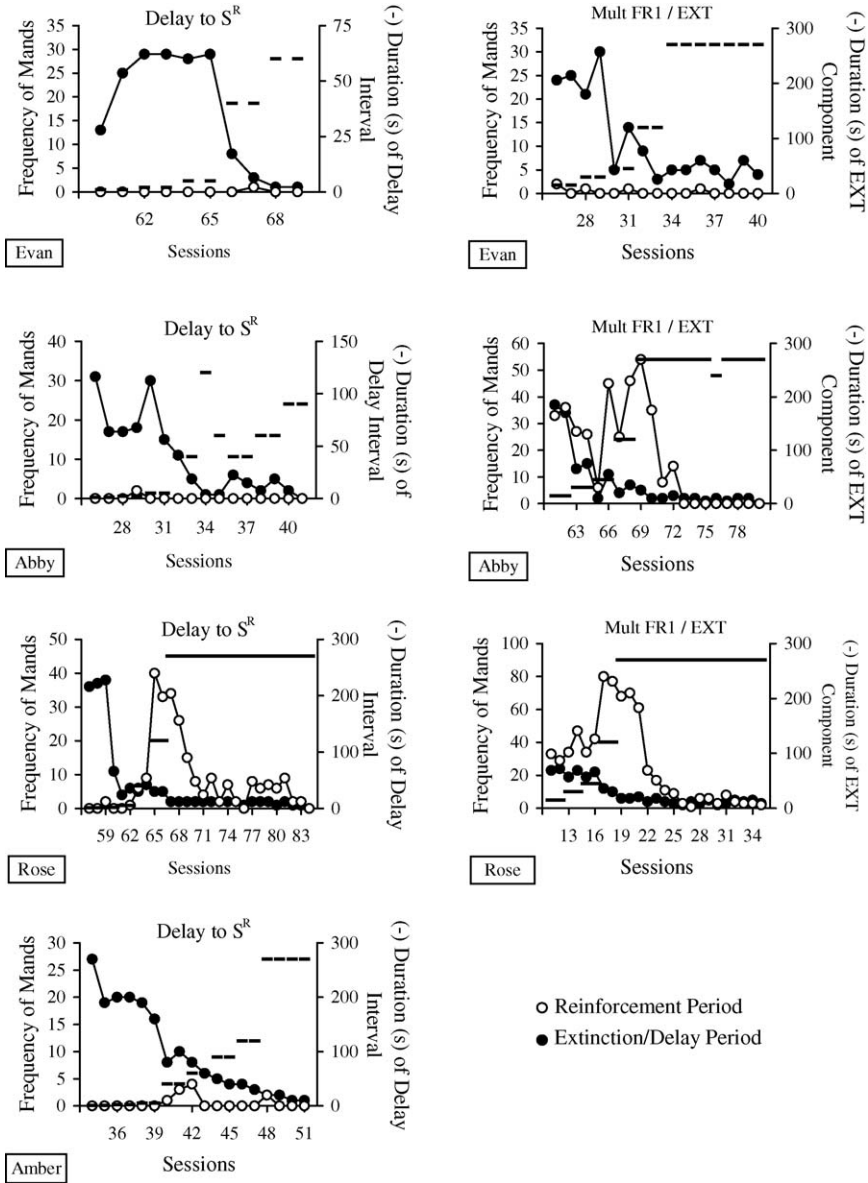 Delay to S^R
Frequency of Mands
35
30
25
20
15
10
5
0
75
50
25
0
(-) Duration (s) of Delay
Interval
62 65 68
Evan
Sessions
Mult FR1 / EXT
Frequency of Mands
35
30
25
20
15
10
5
0
300
200
100
0
(-) Duration (s) of EXT
Component
28 31 34 37 40
Evan
Sessions
Delay to S^R
Frequency of Mands
40
30
20
10
0
150
100
50
0
(-) Duration (s) of
Delay Interval
28 31 34 37 40
Abby
Sessions
Mult FR1 / EXT
Frequency of Mands
60
50
40
30
20
10
0
300
200
100
0
(-) Duration (s) of EXT
Component
63 66 69 72 75 78
Abby
Sessions
Delay to S^R
Frequency of Mands
50
40
30
20
10
0
300
200
100
0
(-) Duration (s) of Delay
Interval
59 62 65 68 71 74 77 80 83
Rose
Sessions
Mult FR1 / EXT
Frequency of Mands
100
80
60
40
20
0
300
200
100
0
(-) Duration (s) of EXT
Component
13 16 19 22 25 28 31 34
Rose
Sessions
Delay to S^R
Frequency of Mands
30
25
20
15
10
5
0
300
200
100
0
(-) Duration (s) of Delay
Interval
36 39 42 45 48 51
Amber
Sessions
Reinforcement Period
Extinction/Delay Period